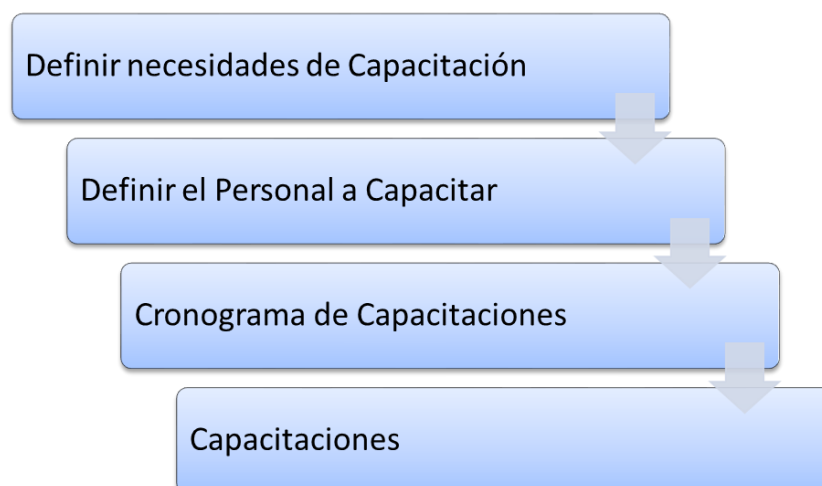 Definir necesidades de Capacitación
Definir el Personal a Capacitar
Cronograma de Capacitaciones
Capacitaciones